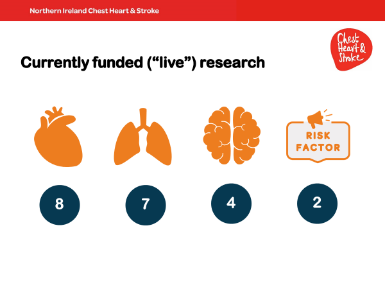 Northern Ireland Chest Heart & Stroke
Chest
Heart &
Stroke
Currently funded (“live”) research
RISK
FACTOR
8
7
4
2